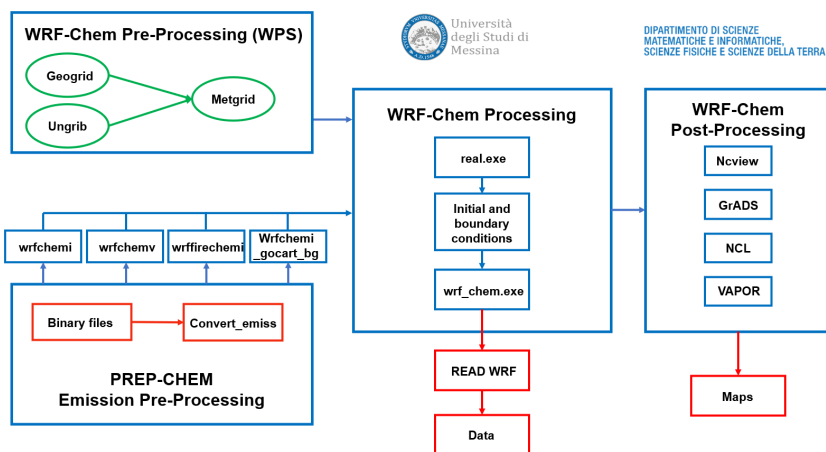 WRF-Chem Pre-Processing (WPS)
Geogrid
Ungrib
Metgrid
Università
degli Studi di
Messina
DIPARTIMENTO DI SCIENZE
MATEMATICHE E INFORMATICHE,
SCIENZE FISICHE E SCIENZE DELLA TERRA
WRF-Chem Processing
real.exe
Initial and
boundary
conditions
wrf_chem.exe
READ WRF
Data
WRF-Chem
Post-Processing
Ncview
GrADS
NCL
VAPOR
Maps
wrfchemi
wrfchemv
wrffirechemi
Wrfchemi
_gocart_bg
Binary files
Convert_emiss
PREP-CHEM
Emission Pre-Processing